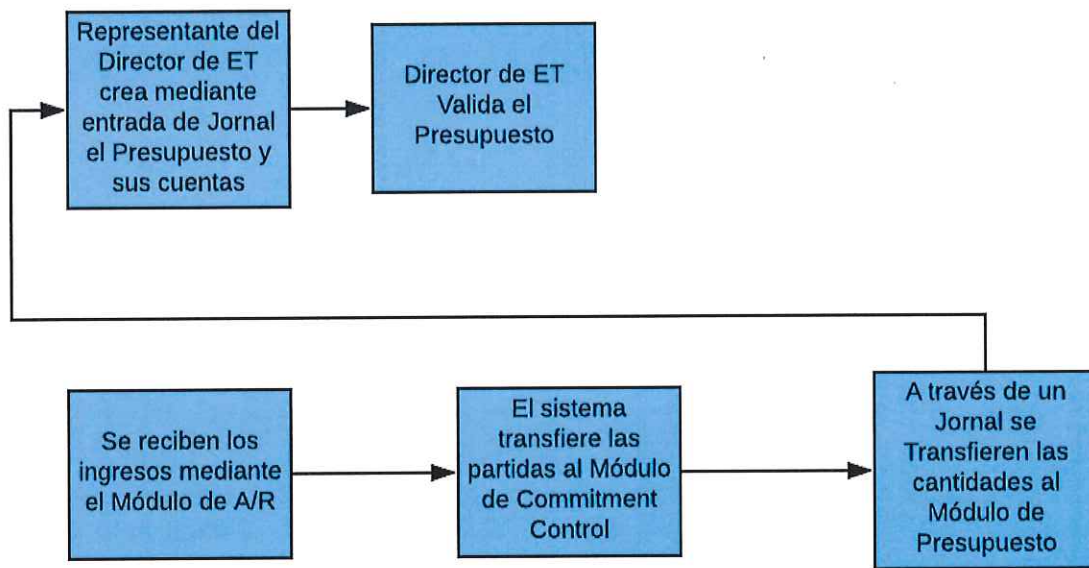 Representante del
Director de ET
crea mediante
entrada de Jornal
el Presupuesto y
sus cuentas
Director de ET
Valida el
Presupuesto
Se reciben los
ingresos mediante
el Módulo de A/R
El sistema
transfiere las
partidas al Módulo
de Commitment
Control
A través de un
Jornal se
Transfieren las
cantidades al
Módulo de
Presupuesto